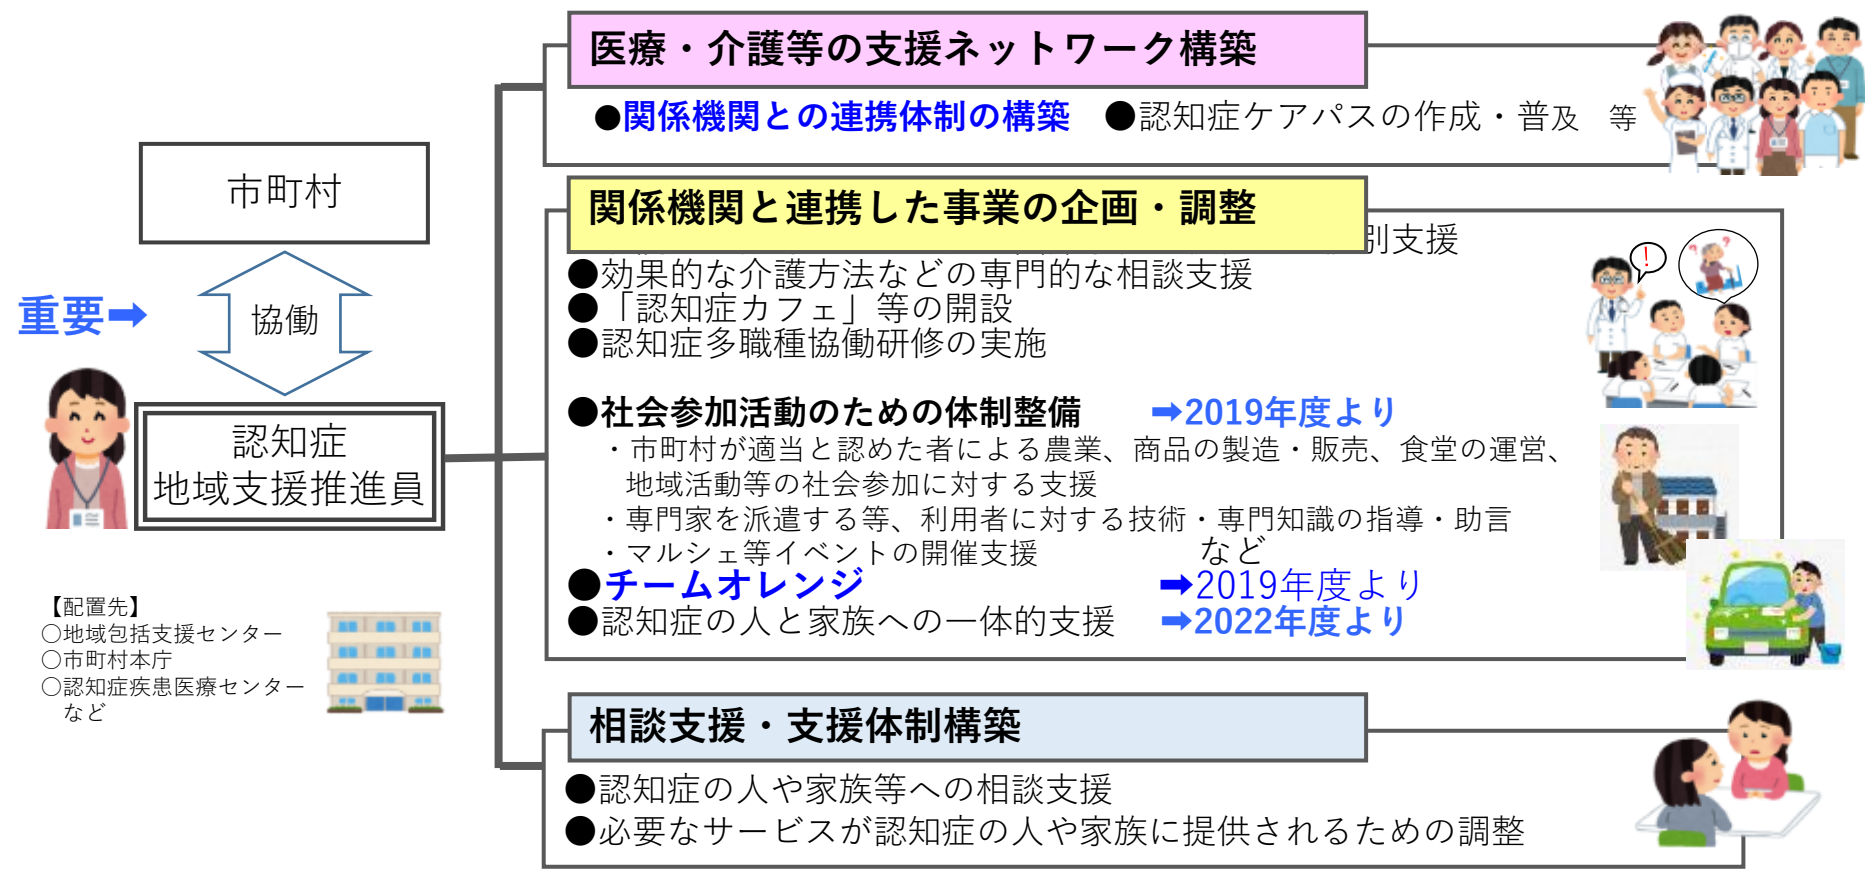 医療・介護等の支援ネットワーク構築
●関係機関との連携体制の構築 ●認知症ケアパスの作成・普及 等
市町村
重要➡
協働
認知症
地域支援推進員
【配置先】
○地域包括支援センター
○市町村本庁
○認知症疾患医療センター
など
関係機関と連携した事業の企画・調整
別支援
●効果的な介護方法などの専門的な相談支援
●「認知症カフェ」等の開設
●認知症多職種協働研修の実施
●社会参加活動のための体制整備 ➡2019年度より
・市町村が適当と認めた者による農業、商品の製造・販売、食堂の運営、
地域活動等の社会参加に対する支援
・専門家を派遣する等、利用者に対する技術・専門知識の指導・助言
・マルシェ等イベントの開催支援 など
●チームオレンジ ➡2019年度より
●認知症の人と家族への一体的支援 ➡2022年度より
!
? ?
相談支援・支援体制構築
●認知症の人や家族等への相談支援
●必要なサービスが認知症の人や家族に提供されるための調整